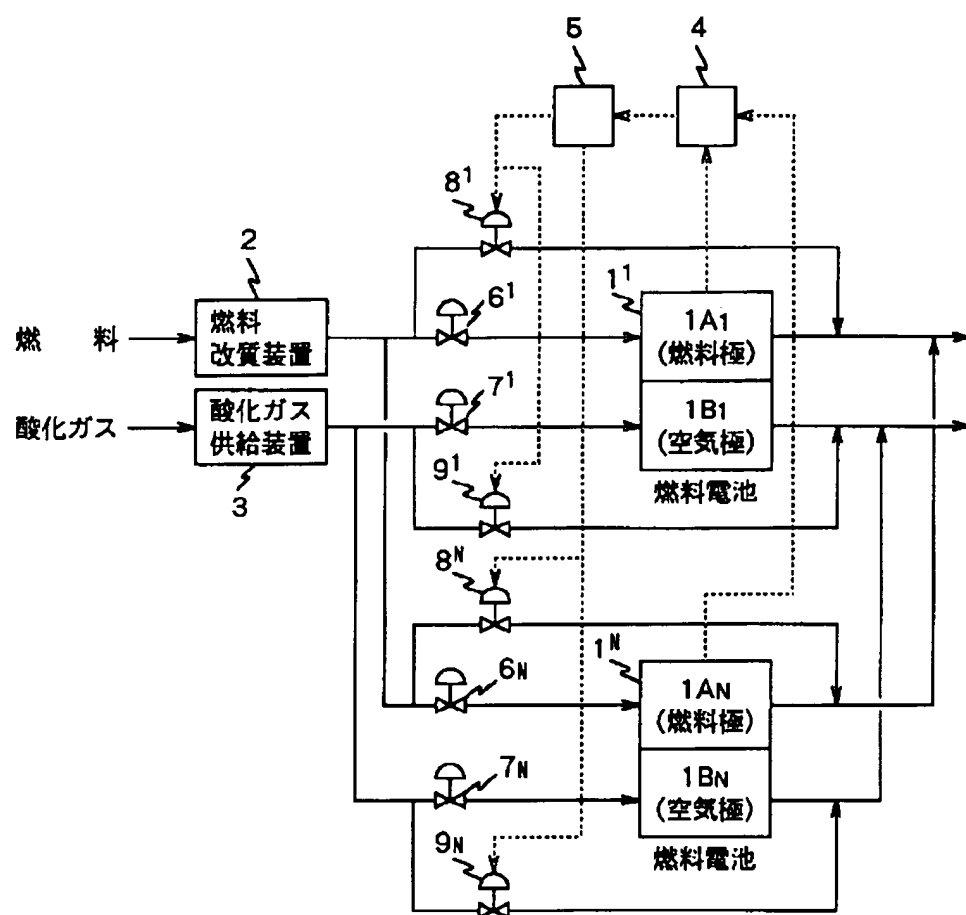 5
4
8¹
2
6¹
1¹
燃 料
燃料
改質装置
1A1
(燃料極)
7¹
酸化ガス
酸化ガス
供給装置
1B1
(空気極)
3
9¹
燃料電池
8ᴺ
1ᴺ
6N
1AN
(燃料極)
7N
1BN
(空気極)
9N
燃料電池